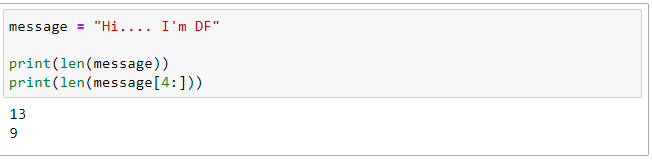 message = "Hi.... I'm DF"
print(len(message))
print(len(message[4:]))
13
9